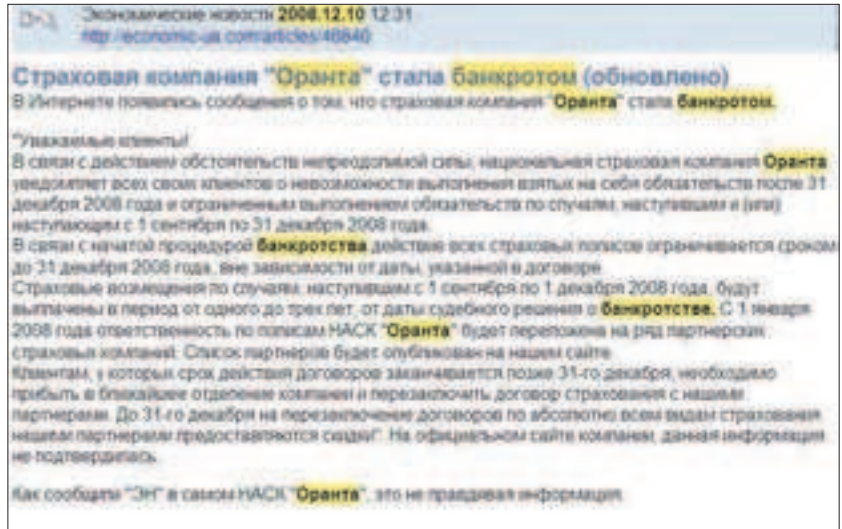 Экономические новости 2008.12.10 12:31
http://economic-ua.com/articles/46840
Страховая компания "Оранта" стала банкротом (обновлено)
В Интернете появились сообщения о том, что страховая компания "Оранта" стала банкротом.
"Уважаемые клиенты!
В связи с действием обстоятельств непреодолимой силы, национальная страховая компания Оранта
уведомляет всех своих клиентов о невозможности выполнения взятых на себя обязательств после 31
декабря 2008 года и ограниченным выполнением обязательств по случаям, наступившим и (или)
наступающим с 1 сентября по 31 декабря 2008 года.
В связи с начатой процедурой банкротства действие всех страховых полисов ограничивается сроком
до 31 декабря 2008 года, вне зависимости от даты, указанной в договоре.
Страховые возмещения по случаям, наступившим с 1 сентября по 1 декабря 2008 года, будут
выплачены в период от одного до трех лет, от даты судебного решения о банкротстве. С 1 января
2008 года ответственность по полисам НАСК "Оранта" будет переложена на ряд партнерских
страховых компаний. Список партнеров будет опубликован на нашем сайте.
Клиентам, у которых срок действия договоров заканчивается позже 31-го декабря, необходимо
прибыть в ближайшее отделение компании и перезаключить договор страхования с нашими
партнерами. До 31-го декабря на перезаключение договоров по абсолютно всем видам страхования
нашими партнерами предоставляются скидки". На официальном сайте компании, данная информация
не подтвердилась.
Как сообщили "ЭН" в самом НАСК "Оранта", это не правдивая информация.